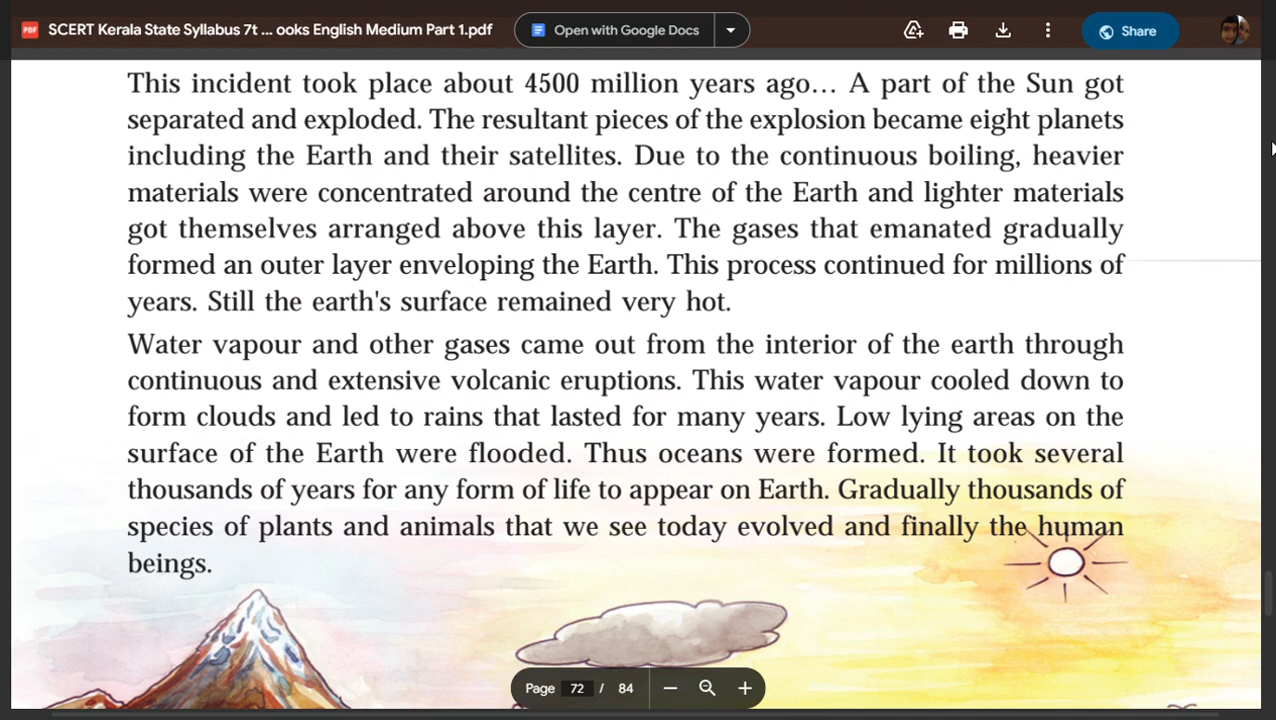 SCERT Kerala State Syllabus 7t ... ooks English Medium Part 1.pdf
Open with Google Docs
Share
This incident took place about 4500 million years ago… A part of the Sun got
separated and exploded. The resultant pieces of the explosion became eight planets
including the Earth and their satellites. Due to the continuous boiling, heavier
materials were concentrated around the centre of the Earth and lighter materials
got themselves arranged above this layer. The gases that emanated gradually
formed an outer layer enveloping the Earth. This process continued for millions of
years. Still the earth's surface remained very hot.
Water vapour and other gases came out from the interior of the earth through
continuous and extensive volcanic eruptions. This water vapour cooled down to
form clouds and led to rains that lasted for many years. Low lying areas on the
surface of the Earth were flooded. Thus oceans were formed. It took several
thousands of years for any form of life to appear on Earth. Gradually thousands of
species of plants and animals that we see today evolved and finally the human
beings.
Page 72 / 84